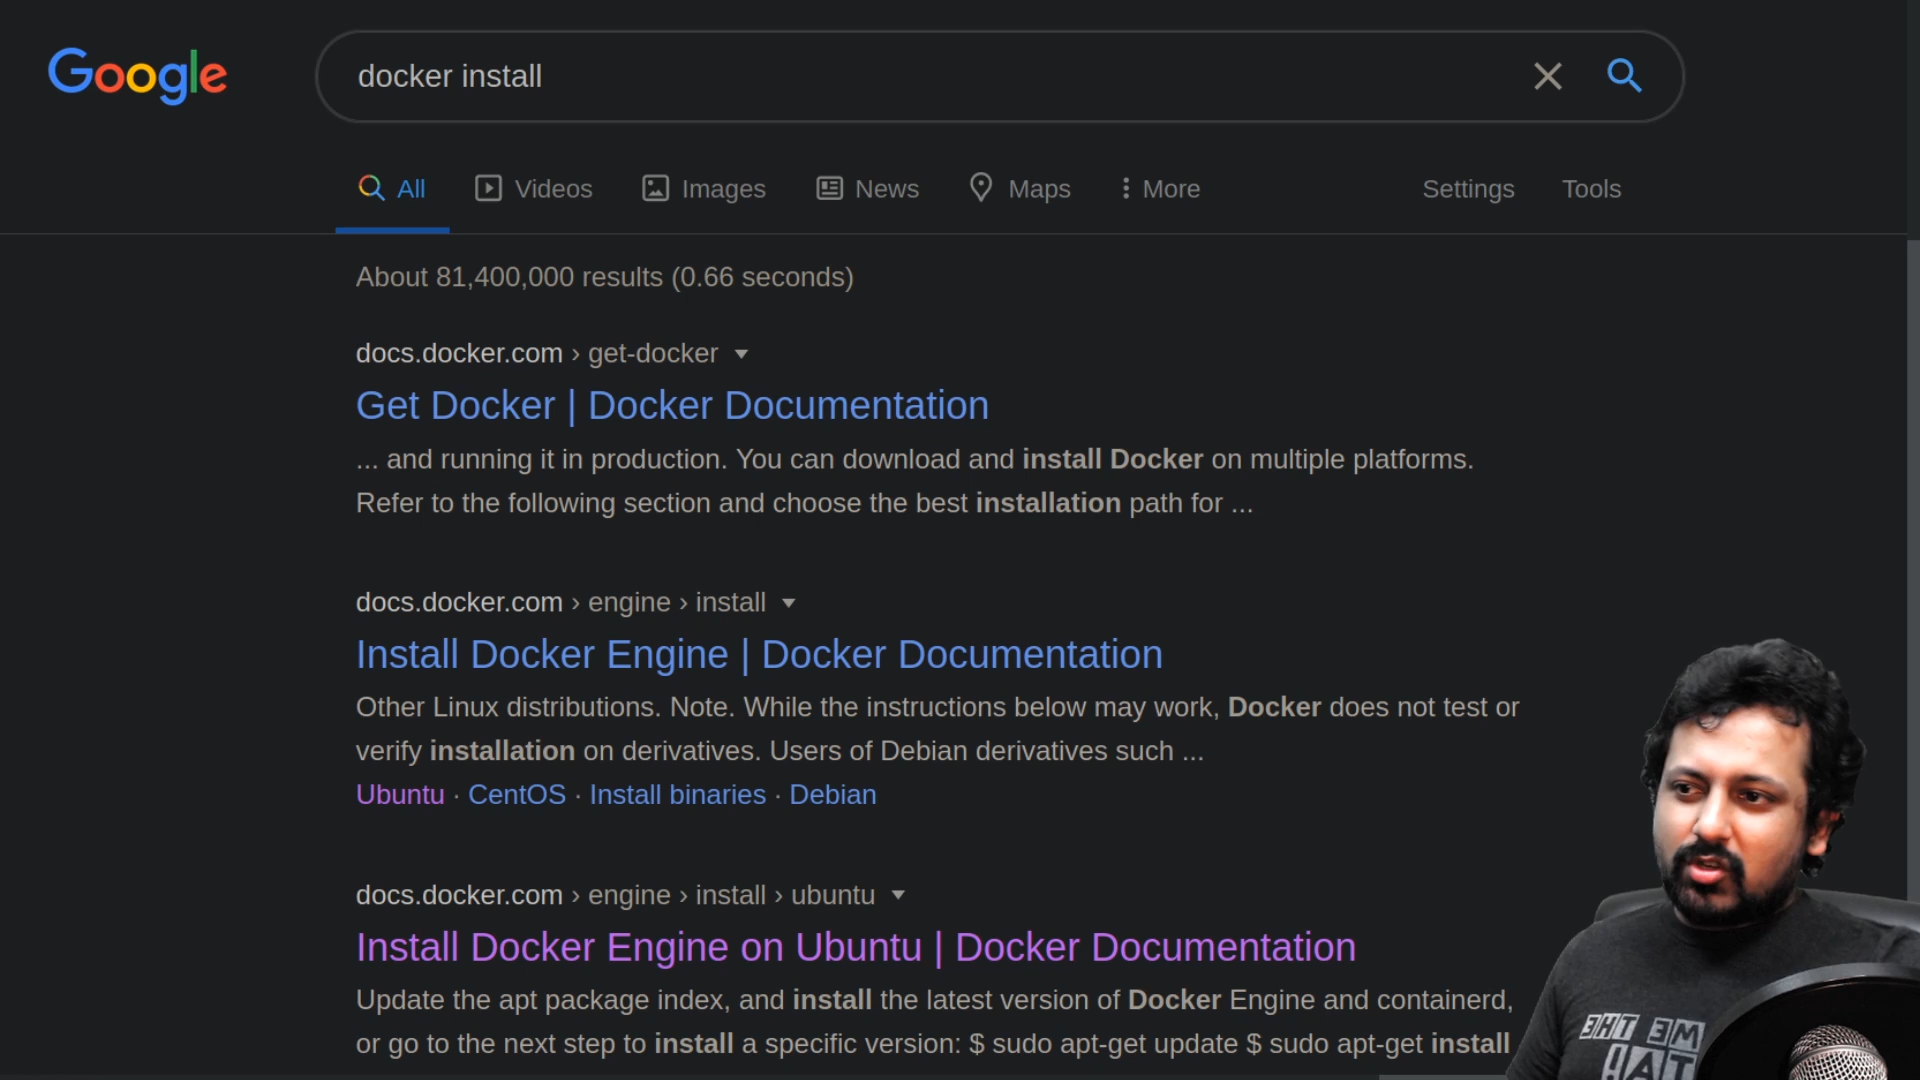 Google
docker install
All Videos Images News Maps More Settings Tools
About 81,400,000 results (0.66 seconds)
docs.docker.com › get-docker
Get Docker | Docker Documentation
... and running it in production. You can download and install Docker on multiple platforms.
Refer to the following section and choose the best installation path for ...
docs.docker.com › engine › install
Install Docker Engine | Docker Documentation
Other Linux distributions. Note. While the instructions below may work, Docker does not test or
verify installation on derivatives. Users of Debian derivatives such ...
Ubuntu · CentOS · Install binaries · Debian
docs.docker.com › engine › install › ubuntu
Install Docker Engine on Ubuntu | Docker Documentation
Update the apt package index, and install the latest version of Docker Engine and containerd,
or go to the next step to install a specific version: $ sudo apt-get update $ sudo apt-get install
ME THE